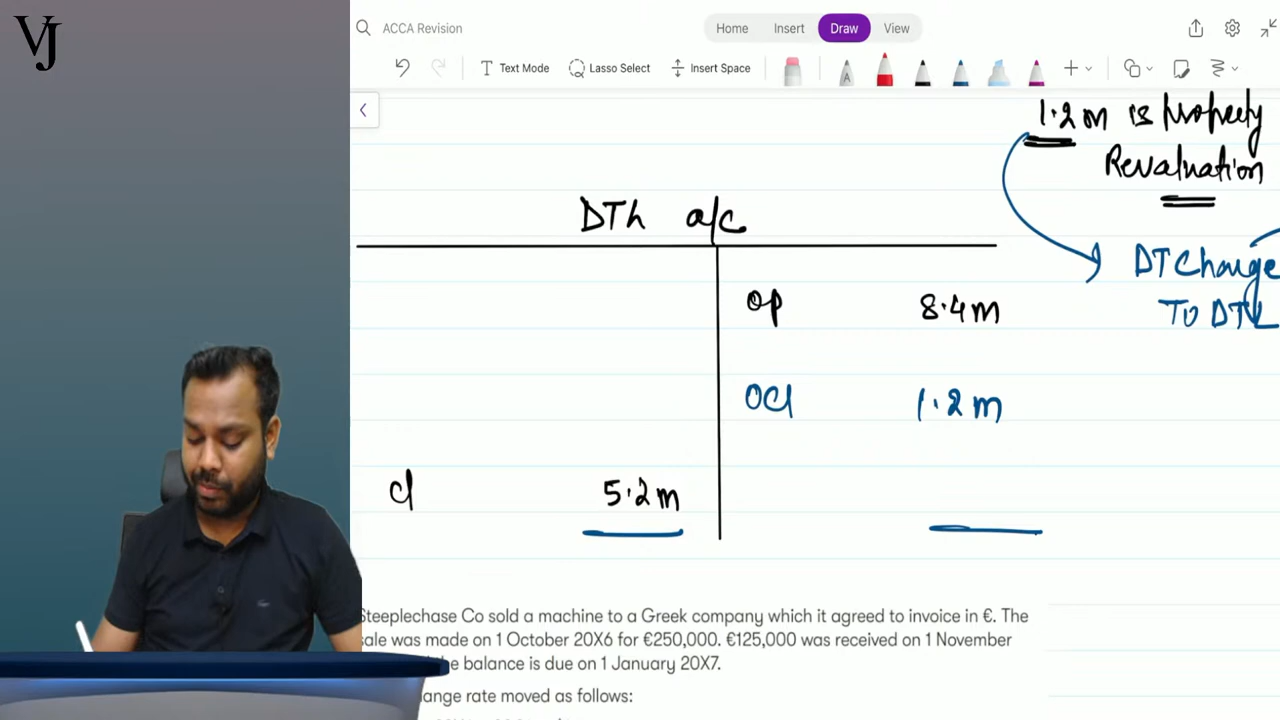 VJ
ACCA Revision
Home Insert Draw View
Text Mode Lasso Select Insert Space
1.2m is Property
Revaluation
DTL a/c
DT Charge
TO DTL
Op 8.4m
OCI 1.2m
Cl 5.2m
Steeplechase Co sold a machine to a Greek company which it agreed to invoice in €. The
sale was made on 1 October 20X6 for €250,000. €125,000 was received on 1 November
the balance is due on 1 January 20X7.
ange rate moved as follows: